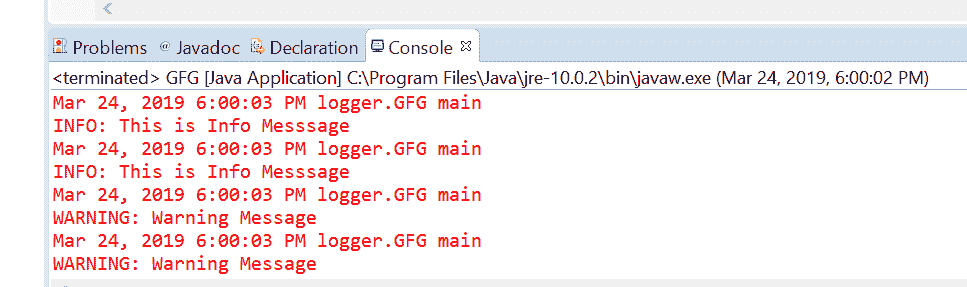 Problems @ Javadoc Declaration Console
<terminated> GFG [Java Application] C:\Program Files\Java\jre-10.0.2\bin\javaw.exe (Mar 24, 2019, 6:00:02 PM)
Mar 24, 2019 6:00:03 PM logger.GFG main
INFO: This is Info Messsage
Mar 24, 2019 6:00:03 PM logger.GFG main
INFO: This is Info Messsage
Mar 24, 2019 6:00:03 PM logger.GFG main
WARNING: Warning Message
Mar 24, 2019 6:00:03 PM logger.GFG main
WARNING: Warning Message